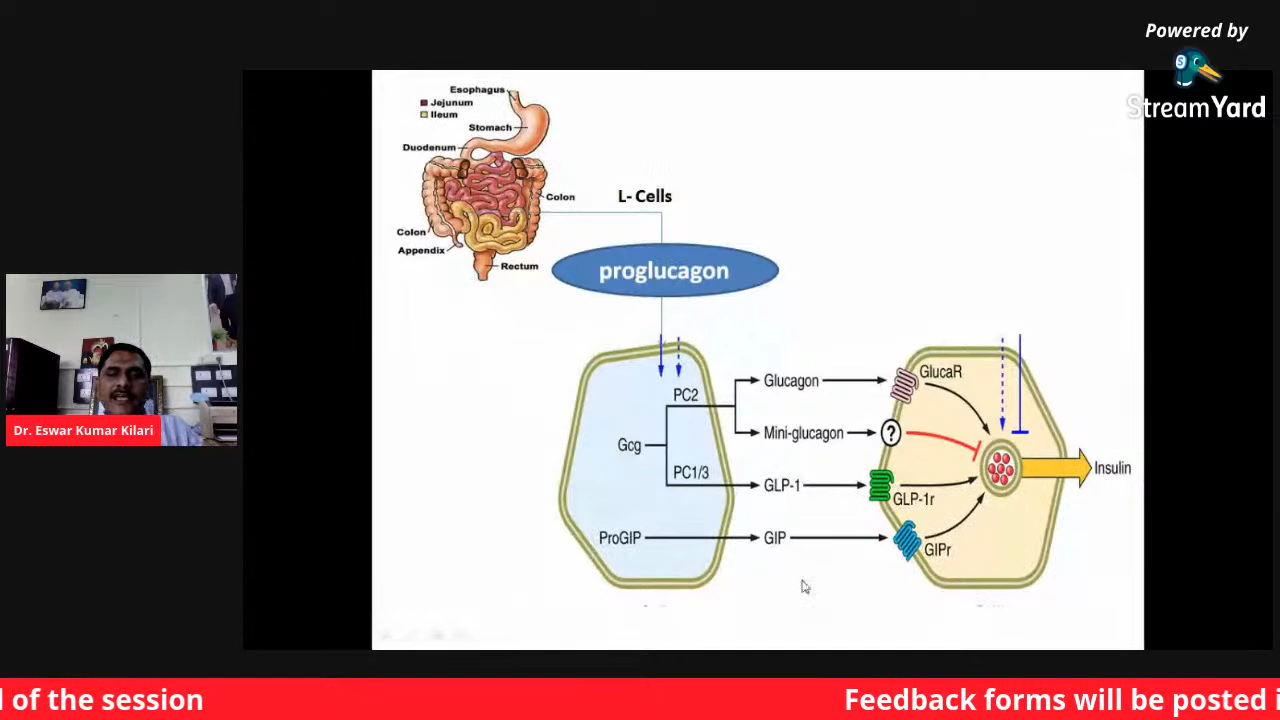 Powered by
StreamYard
Esophagus
Jejunum
Ileum
Stomach
Duodenum
Colon
Colon
Appendix
Rectum
L- Cells
proglucagon
PC2
Gcg
PC1/3
ProGIP
Glucagon
Mini-glucagon
GLP-1
GIP
GlucaR
?
GLP-1r
GIPr
Insulin
Dr. Eswar Kumar Kilari
l of the session
Feedback forms will be posted i